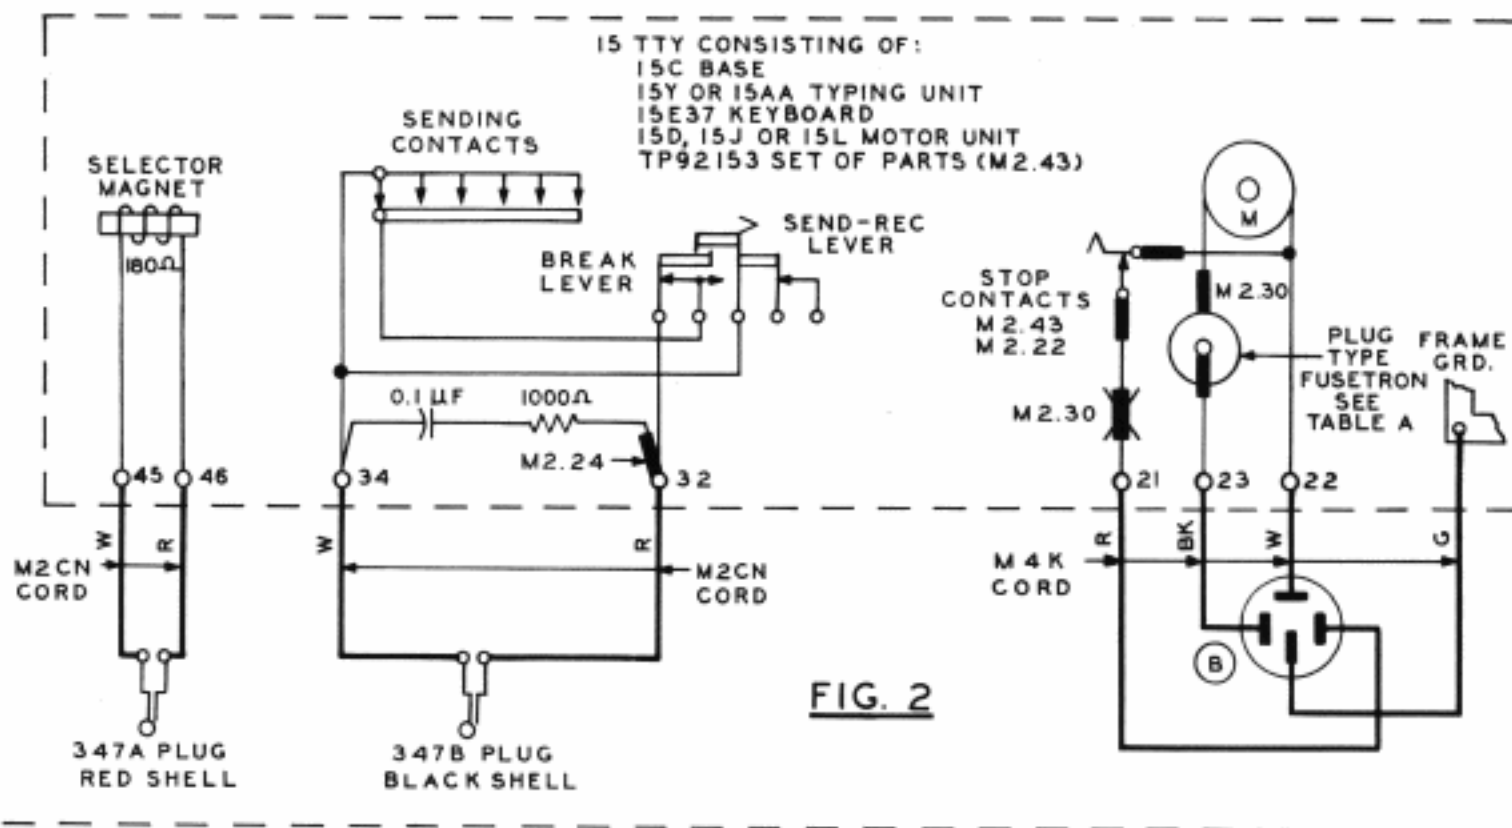 15 TTY CONSISTING OF:
15C BASE
15Y OR 15AA TYPING UNIT
15E37 KEYBOARD
15D, 15J OR 15L MOTOR UNIT
TP92153 SET OF PARTS (M2.43)
SELECTOR
MAGNET
180Ω
SENDING
CONTACTS
BREAK
LEVER
SEND-REC
LEVER
0.1 µF
1000Ω
M2.24
45
46
34
32
W
R
W
R
M2CN
CORD
M2CN
CORD
347A PLUG
RED SHELL
347B PLUG
BLACK SHELL
FIG. 2
M
STOP
CONTACTS
M2.43
M2.22
M2.30
M2.30
PLUG
TYPE
FUSETRON
SEE
TABLE A
FRAME
GRD.
21
23
22
R
BK
W
G
M4K
CORD
B